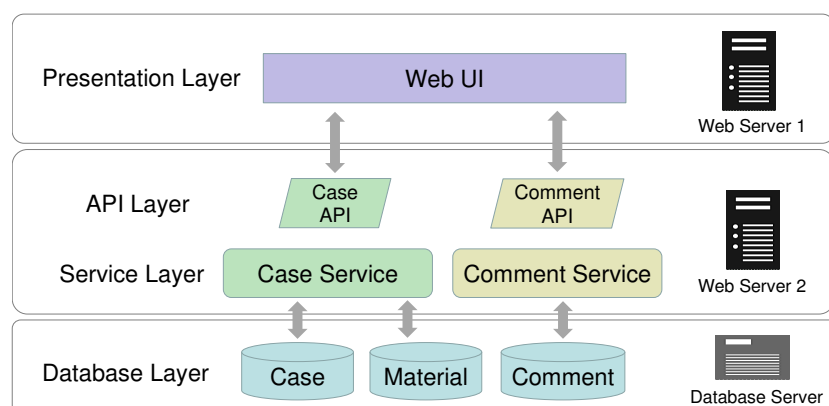 Presentation Layer
Web UI
Web Server 1
API Layer
Case
API
Comment
API
Service Layer
Case Service
Comment Service
Web Server 2
Database Layer
Case
Material
Comment
Database Server